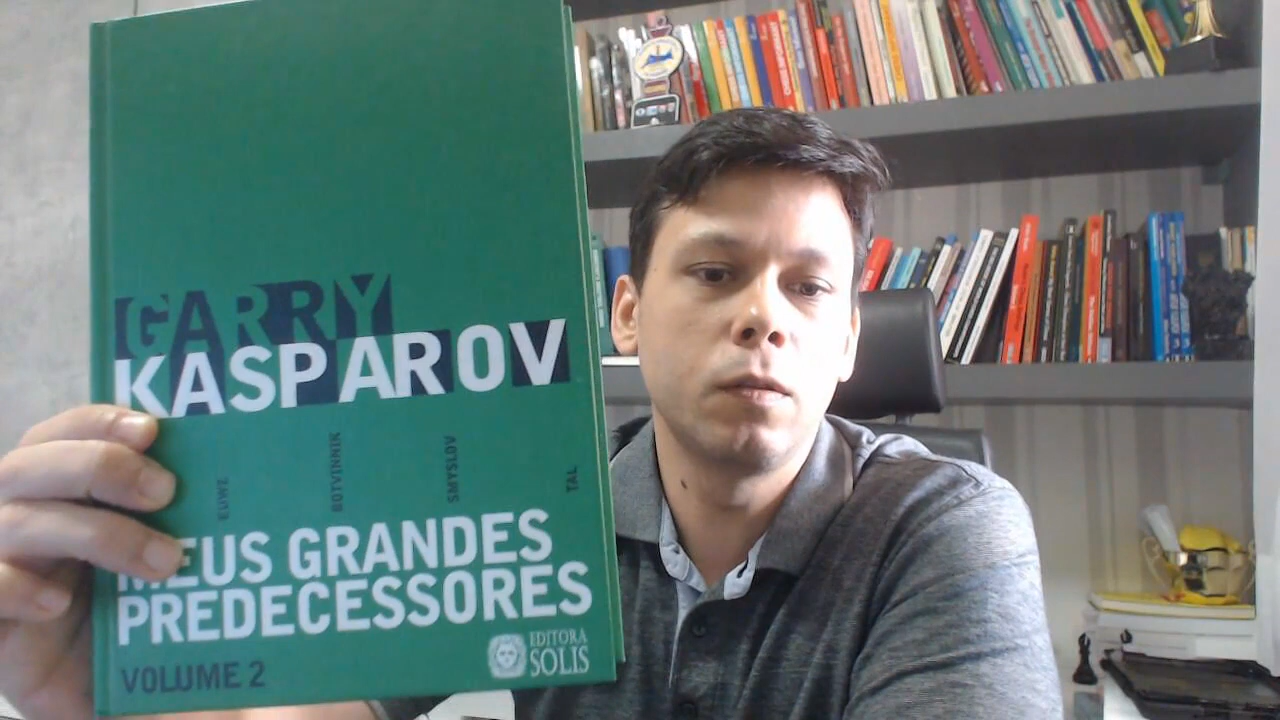 GARRY
KASPAROV
EUWE
BOTVINNIK
SMYSLOV
TAL
MEUS GRANDES
PREDECESSORES
VOLUME 2
EDITORA
SOLIS